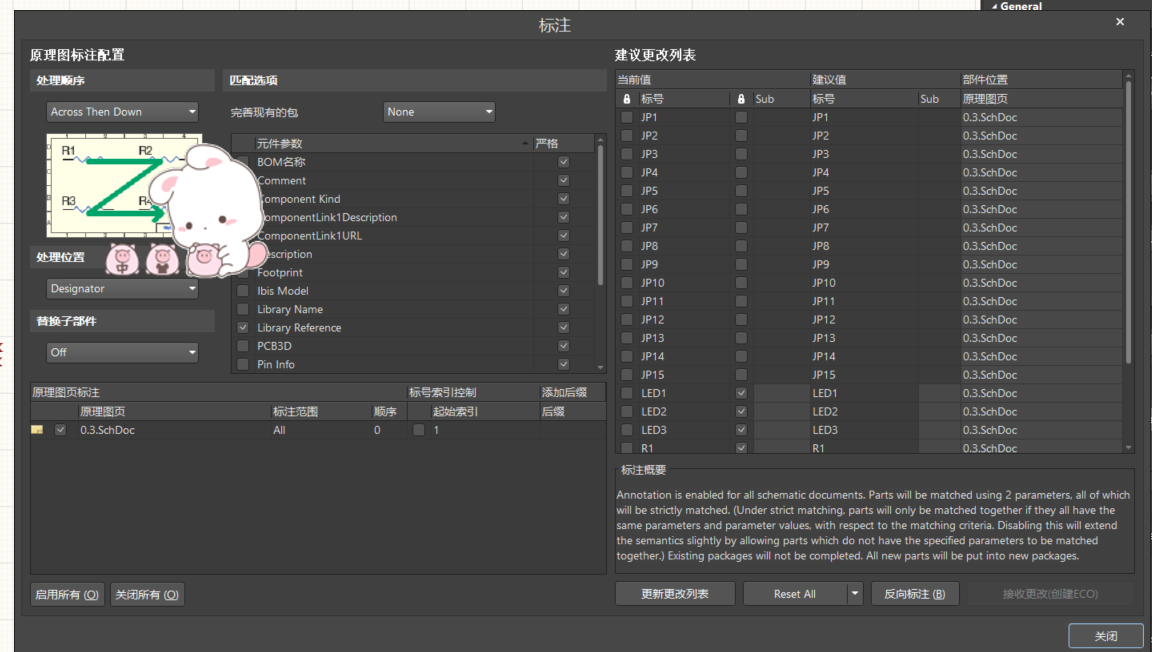 General
标注
原理图标注配置
处理顺序
Across Then Down
R1 R2
R3
中
处理位置
Designator
替换子部件
Off
匹配选项
完善现有的包 None
元件参数 严格
BOM名称
Comment
Component Kind
ComponentLink1Description
ComponentLink1URL
Description
Footprint
Ibis Model
Library Name
Library Reference
PCB3D
Pin Info
原理图页标注 标号索引控制 添加后缀
原理图页 标注范围 顺序 起始索引 后缀
0.3.SchDoc All 0 1
启用所有 (O) 关闭所有 (O)
建议更改列表
当前值 建议值 部件位置
标号 Sub 标号 Sub 原理图页
JP1 JP1 0.3.SchDoc
JP2 JP2 0.3.SchDoc
JP3 JP3 0.3.SchDoc
JP4 JP4 0.3.SchDoc
JP5 JP5 0.3.SchDoc
JP6 JP6 0.3.SchDoc
JP7 JP7 0.3.SchDoc
JP8 JP8 0.3.SchDoc
JP9 JP9 0.3.SchDoc
JP10 JP10 0.3.SchDoc
JP11 JP11 0.3.SchDoc
JP12 JP12 0.3.SchDoc
JP13 JP13 0.3.SchDoc
JP14 JP14 0.3.SchDoc
JP15 JP15 0.3.SchDoc
LED1 LED1 0.3.SchDoc
LED2 LED2 0.3.SchDoc
LED3 LED3 0.3.SchDoc
R1 R1 0.3.SchDoc
标注概要
Annotation is enabled for all schematic documents. Parts will be matched using 2 parameters, all of which
will be strictly matched. (Under strict matching, parts will only be matched together if they all have the
same parameters and parameter values, with respect to the matching criteria. Disabling this will extend
the semantics slightly by allowing parts which do not have the specified parameters to be matched
together.) Existing packages will not be completed. All new parts will be put into new packages.
更新更改列表 Reset All 反向标注 (B) 接收更改(创建ECO)
关闭